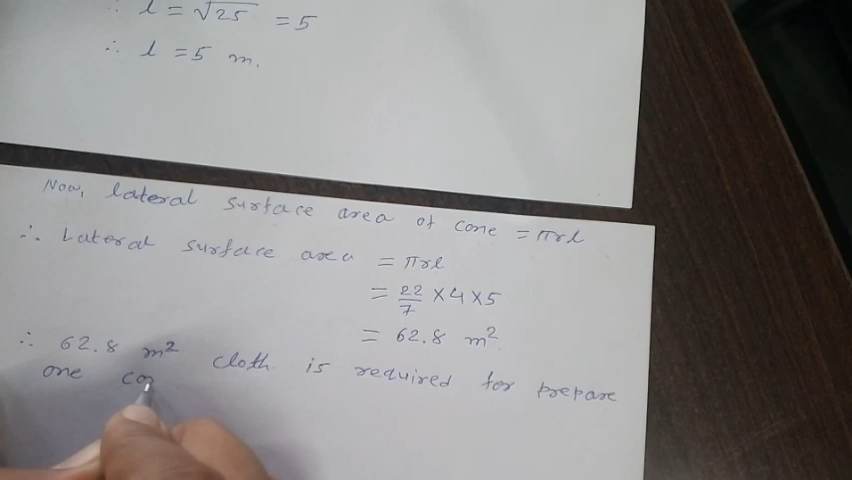 ∴ l = √25 = 5
∴ l = 5 m.
Now, lateral surface area of cone = πrl
∴ Lateral surface area = πrl
= 22/7 × 4 × 5
= 62.8 m²
∴ 62.8 m² cloth is required for prepare
one co